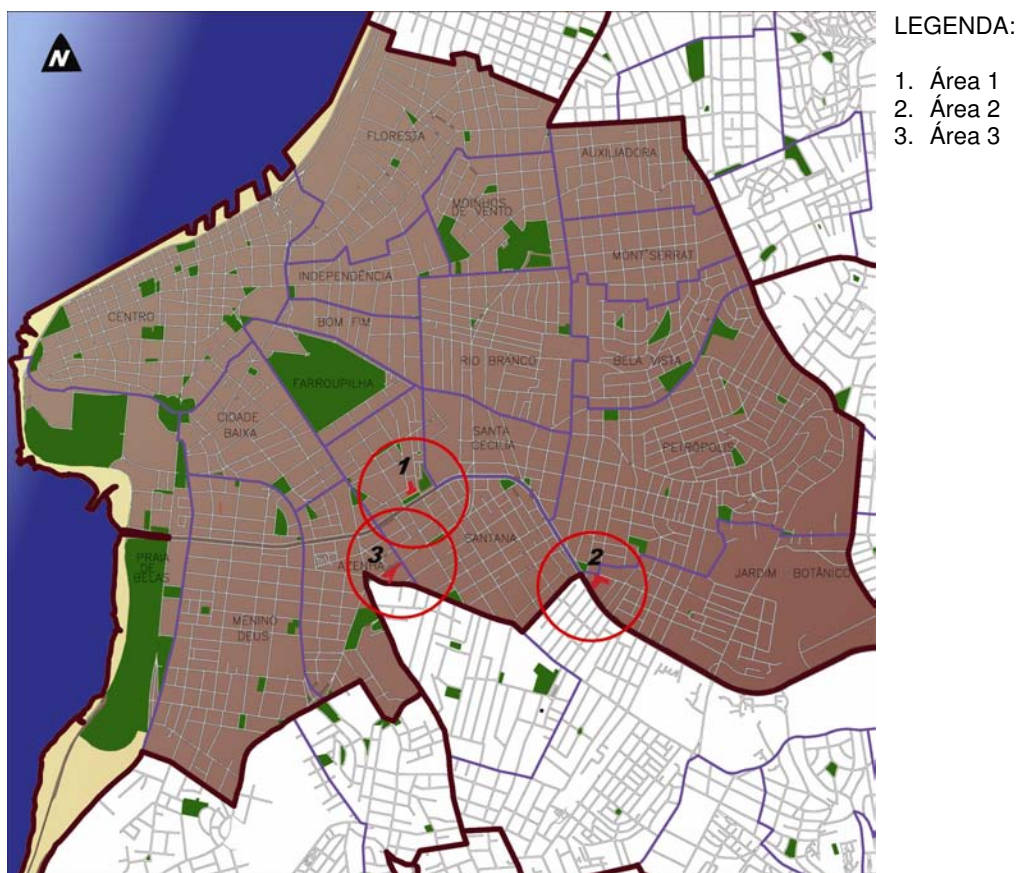 N
LEGENDA:
1. Área 1
2. Área 2
3. Área 3
FLORESTA
AUXILIADORA
MOINHOS
DE VENTO
MONT'SERRAT
INDEPENDÊNCIA
CENTRO
BOM FIM
RIO BRANCO
BELA VISTA
FARROUPILHA
CIDADE
BAIXA
SANTA
CECILIA
PETRÓPOLIS
1
SANTANA
3
2
AZENHA
PRAIA
DE
BELAS
JARDIM BOTÂNICO
MENINO
DEUS